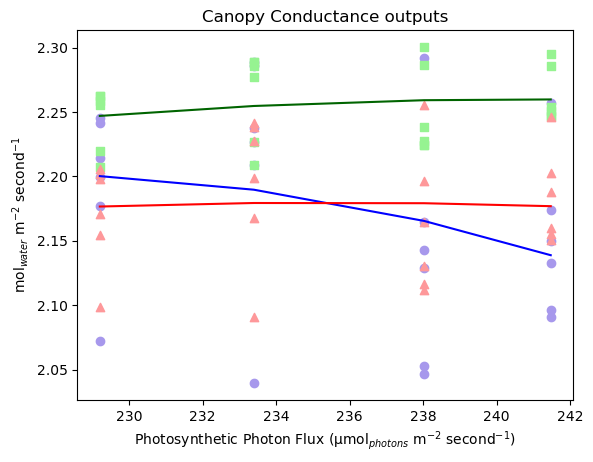 Canopy Conductance outputs
mol_water m⁻² second⁻¹
2.30
2.25
2.20
2.15
2.10
2.05
230 232 234 236 238 240 242
Photosynthetic Photon Flux (µmol_photons m⁻² second⁻¹)